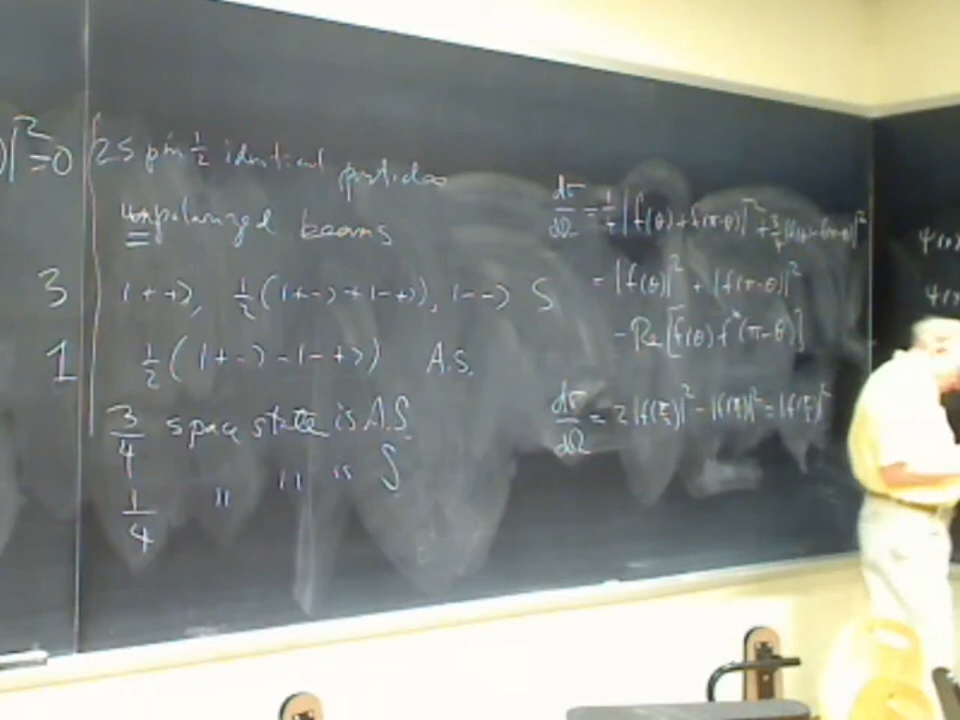 )|² = 0
2 Spin ½ identical particles
unpolarized beams
3 |++>, ½(|+-> + |-+>), |--> S
1 ½(|+-> - |-+>) A.S.
3/4 space state is A.S.
1/4 " " is S
dσ/dΩ = 1/4 |f(θ) + f(π-θ)|² + 3/4 |f(θ) - f(π-θ)|²
= |f(θ)|² + |f(π-θ)|²
- Re[f(θ) f*(π-θ)]
dσ/dΩ = 2|f(π/2)|² - |f(π/2)|² = |f(π/2)|²
ψ(
ψ(